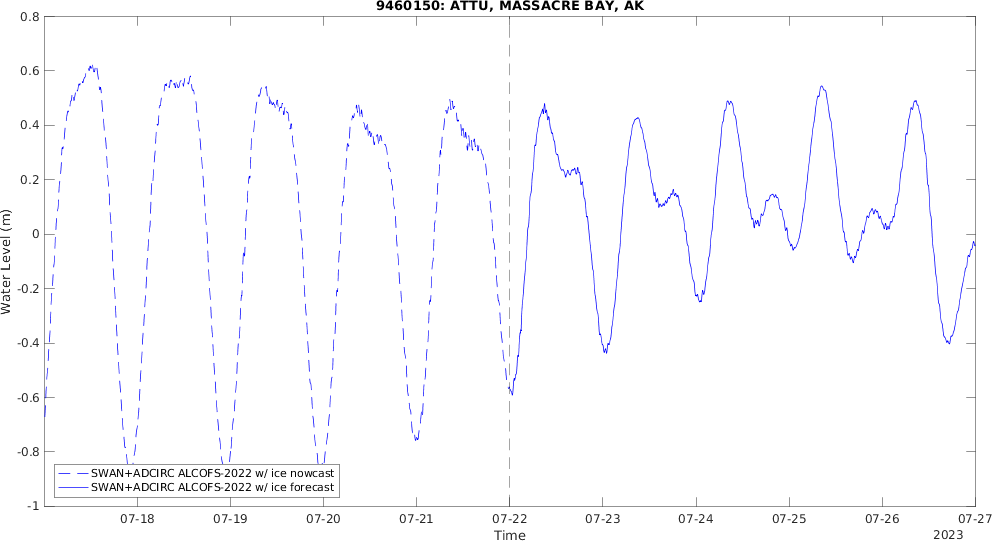 9460150: ATTU, MASSACRE BAY, AK
0.8
0.6
0.4
0.2
0
-0.2
-0.4
-0.6
-0.8
-1
Water Level (m)
SWAN+ADCIRC ALCOFS-2022 w/ ice nowcast
SWAN+ADCIRC ALCOFS-2022 w/ ice forecast
07-18 07-19 07-20 07-21 07-22 07-23 07-24 07-25 07-26 07-27
Time
2023